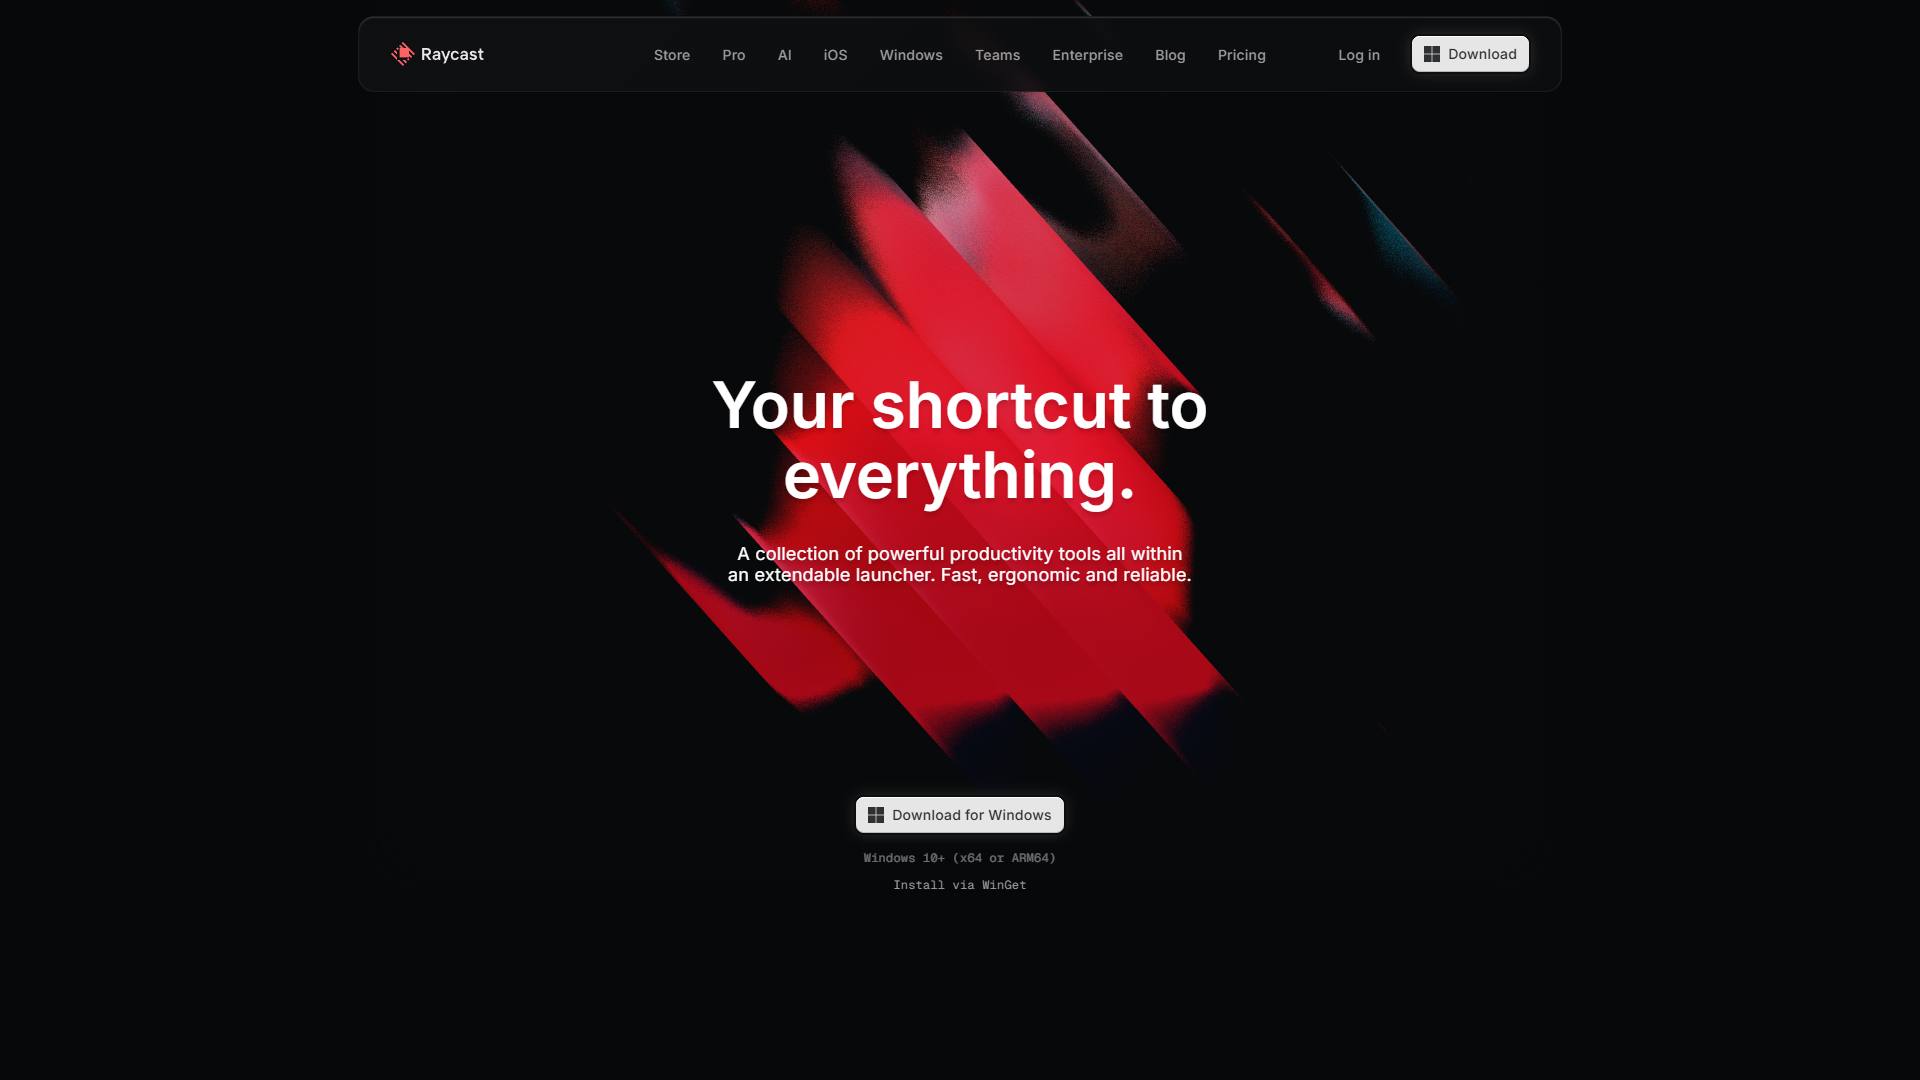 Raycast
Store Pro AI iOS Windows Teams Enterprise Blog Pricing
Log in Download
Your shortcut to
everything.
A collection of powerful productivity tools all within
an extendable launcher. Fast, ergonomic and reliable.
Download for Windows
Windows 10+ (x64 or ARM64)
Install via WinGet